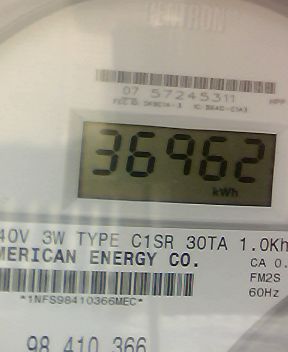 CENTRON
07 57245311
36962
kWh
40V 3W TYPE C1SR 30TA 1.0Kh
MERICAN ENERGY CO.
CA 0.
FM2S
60Hz
*1NFS98410366MEC*
98 410 366